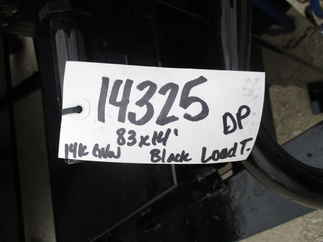 14325
83x14' DP
14K GVW Black Load T.